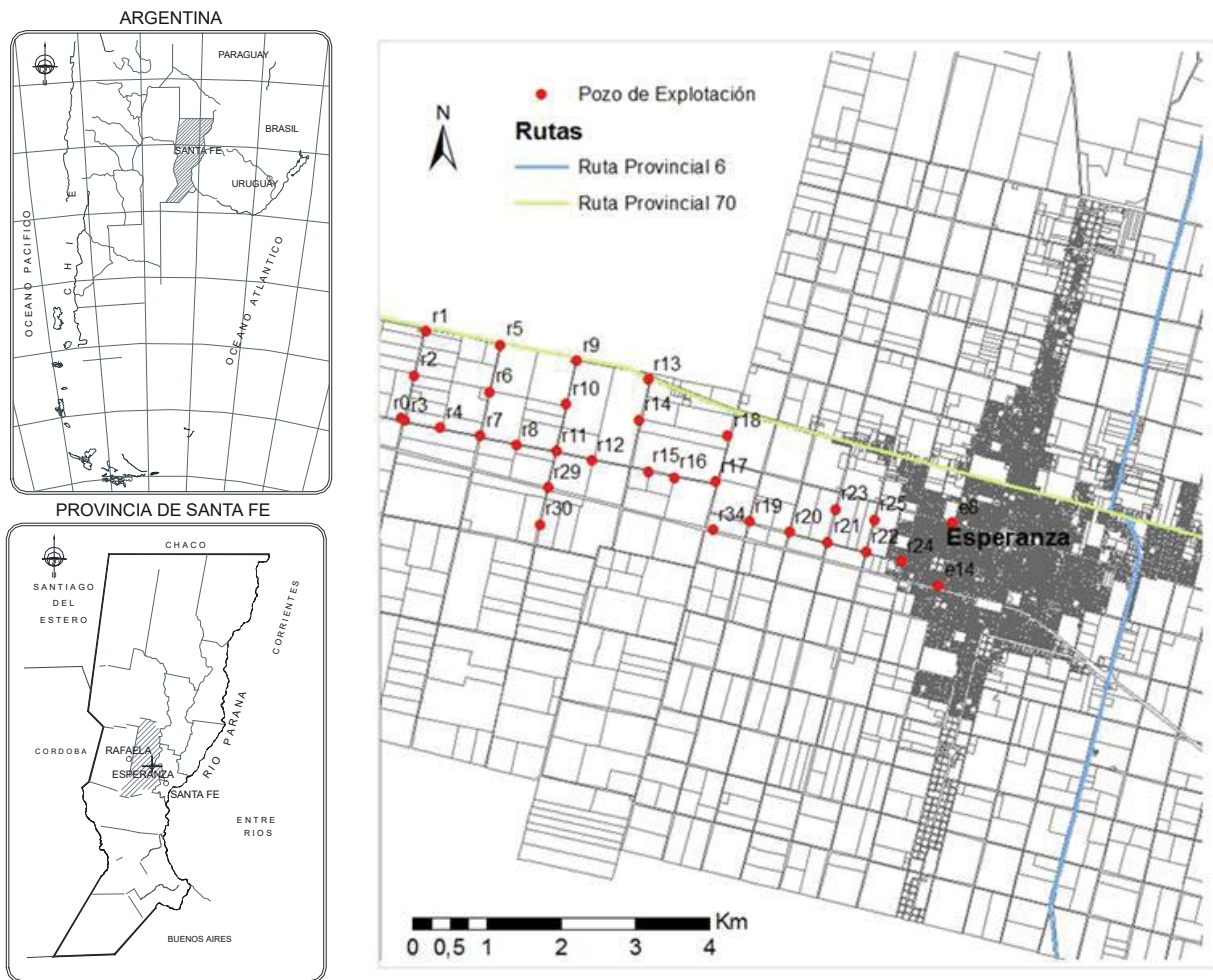 ARGENTINA
PARAGUAY
BRASIL
SANTA FE
URUGUAY
OCEANO PACIFICO
C H I L E
OCEANO ATLANTICO
PROVINCIA DE SANTA FE
CHACO
SANTIAGO
DEL
ESTERO
CORRIENTES
CORDOBA
RAFAELA
ESPERANZA
SANTA FE
RIO PARANA
ENTRE
RIOS
BUENOS AIRES
N
Pozo de Explotación
Rutas
Ruta Provincial 6
Ruta Provincial 70
r1
r5
r9
r13
r2
r6
r10
r14
r18
r0
r3
r4
r7
r8
r11
r12
r15
r16
r17
r29
r30
r34
r19
r20
r23
r21
r25
r22
r24
e8
Esperanza
e14
Km
0 0,5 1 2 3 4